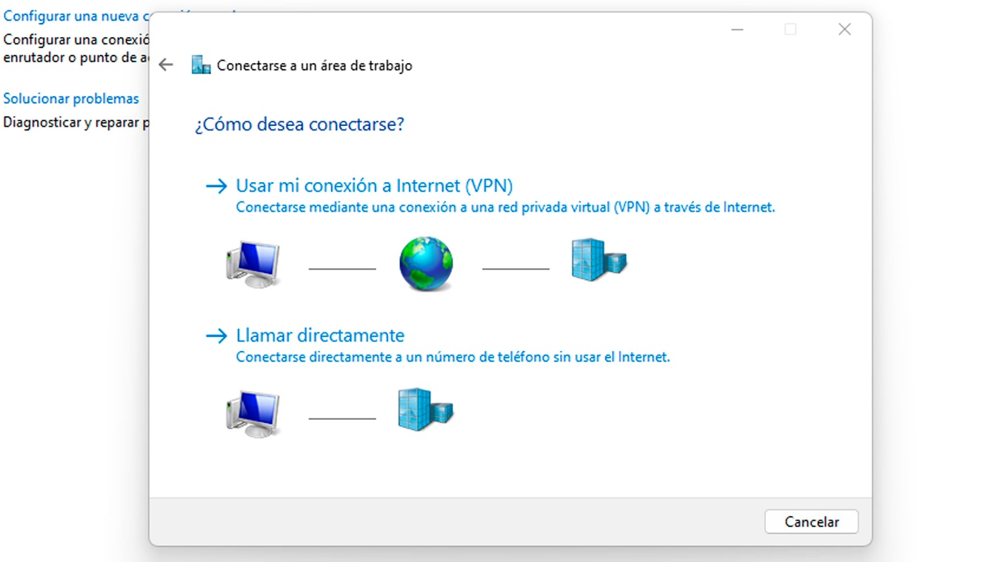 Configurar una nueva
Configurar una
enrutador o punto de
Solucionar problemas
Diagnosticar y reparar
Conectarse a un área de trabajo
¿Cómo desea conectarse?
Usar mi conexión a Internet (VPN)
Conectarse mediante una conexión a una red privada virtual (VPN) a través de Internet.
Llamar directamente
Conectarse directamente a un número de teléfono sin usar el Internet.
Cancelar